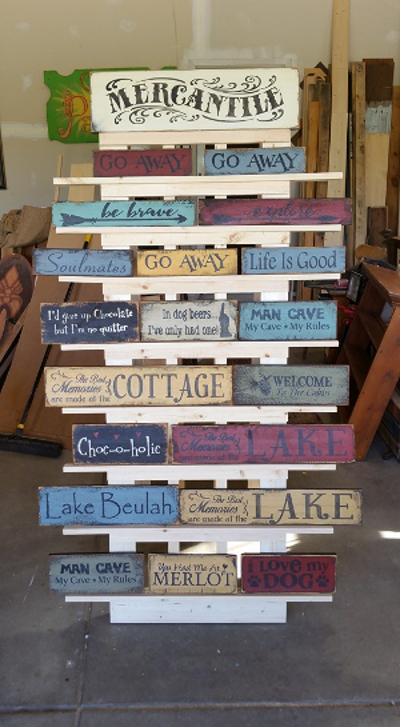 MERCANTILE
GO AWAY
GO AWAY
be brave
explore
Soulmates
GO AWAY
Life Is Good
I'd give up Chocolate
but I'm no quitter
In dog beers...
I've only had one!
MAN CAVE
My Cave • My Rules
The Best
Memories
are made at the
COTTAGE
WELCOME
To The Cabin
Choc-o-holic
The Best
Memories
are made at the
LAKE
Lake Beulah
The Best
Memories
are made at the
LAKE
MAN CAVE
My Cave • My Rules
You Had Me At
MERLOT
I Love my
DOG